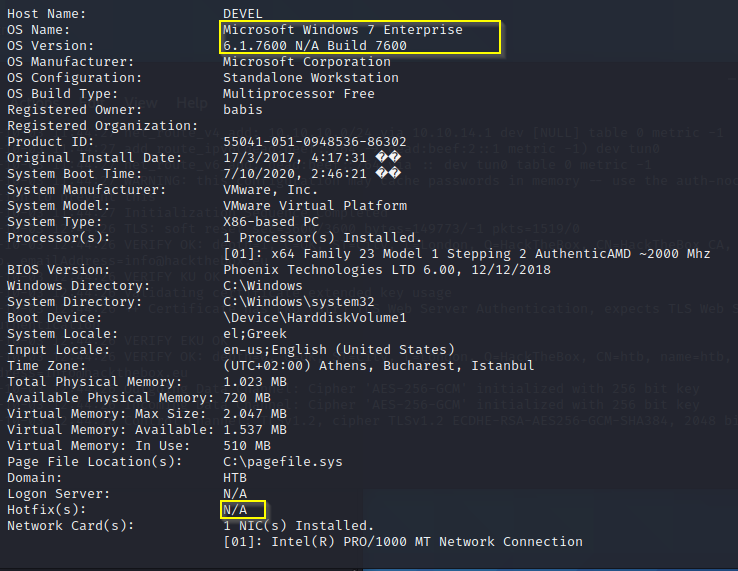 Host Name: DEVEL
OS Name: Microsoft Windows 7 Enterprise
OS Version: 6.1.7600 N/A Build 7600
OS Manufacturer: Microsoft Corporation
OS Configuration: Standalone Workstation
OS Build Type: Multiprocessor Free
Registered Owner: babis
Registered Organization:
Product ID: 55041-051-0948536-86302
Original Install Date: 17/3/2017, 4:17:31 ��
System Boot Time: 7/10/2020, 2:46:21 ��
System Manufacturer: VMware, Inc.
System Model: VMware Virtual Platform
System Type: X86-based PC
Processor(s): 1 Processor(s) Installed.
[01]: x64 Family 23 Model 1 Stepping 2 AuthenticAMD ~2000 Mhz
BIOS Version: Phoenix Technologies LTD 6.00, 12/12/2018
Windows Directory: C:\Windows
System Directory: C:\Windows\system32
Boot Device: \Device\HarddiskVolume1
System Locale: el;Greek
Input Locale: en-us;English (United States)
Time Zone: (UTC+02:00) Athens, Bucharest, Istanbul
Total Physical Memory: 1.023 MB
Available Physical Memory: 720 MB
Virtual Memory: Max Size: 2.047 MB
Virtual Memory: Available: 1.537 MB
Virtual Memory: In Use: 510 MB
Page File Location(s): C:\pagefile.sys
Domain: HTB
Logon Server: N/A
Hotfix(s): N/A
Network Card(s): 1 NIC(s) Installed.
[01]: Intel(R) PRO/1000 MT Network Connection